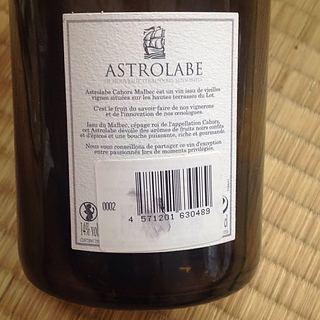 ASTROLABE
Astrolabe Cahors Malbec est un vin issu de vieilles
vignes situées sur les hautes terrasses du Lot.
C'est le fruit du savoir-faire de nos vignerons
et de l'innovation de nos œnologues.
Issu du Malbec, cépage roi de l'appellation Cahors,
cet Astrolabe dévoile des arômes de fruits noirs confits
et d'épices et une bouche puissante, riche et gourmande.
Nous vous conseillons de partager ce vin d'exception
entre passionnés lors de moments privilégiés.
0002
14% VOL
4 571201 630489